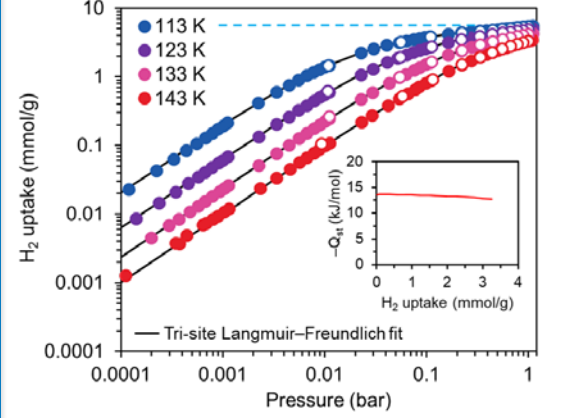 10
1
0.1
0.01
0.001
0.0001
H₂ uptake (mmol/g)
113 K
123 K
133 K
143 K
20
15
10
5
0
−Qst (kJ/mol)
0 1 2 3 4
H₂ uptake (mmol/g)
Tri-site Langmuir–Freundlich fit
0.0001 0.001 0.01 0.1 1
Pressure (bar)